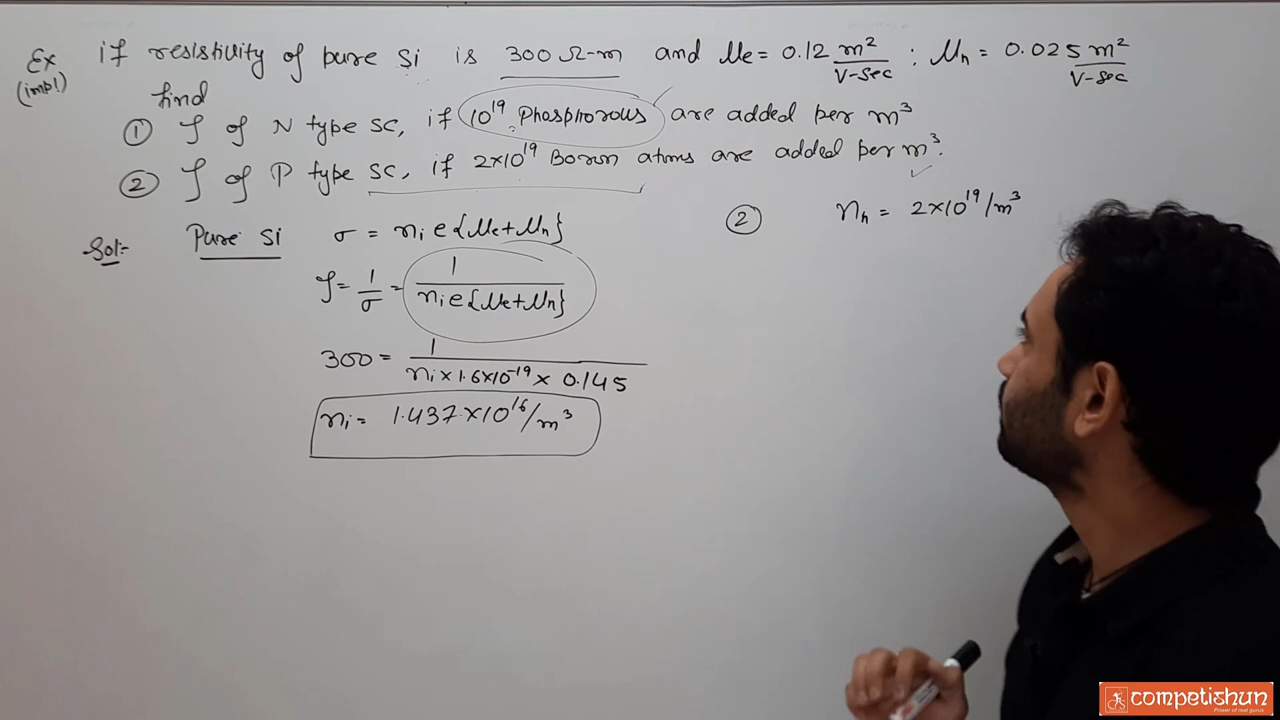 Ex if resistivity of pure Si is 300 Ω-m and μe = 0.12 m²/V-sec ; μh = 0.025 m²/V-sec
(impl) find
① ρ of N type SC, if 10¹⁹ Phosphorous are added per m³
② ρ of P type SC, if 2×10¹⁹ Boron atoms are added per m³.
Sol:- Pure Si σ = ni e{μe+μh}
ρ = 1/σ = 1/ni e{μe+μh}
300 = 1/ni × 1.6×10⁻¹⁹ × 0.145
ni = 1.437×10¹⁶/m³
② nh = 2×10¹⁹/m³
competishun